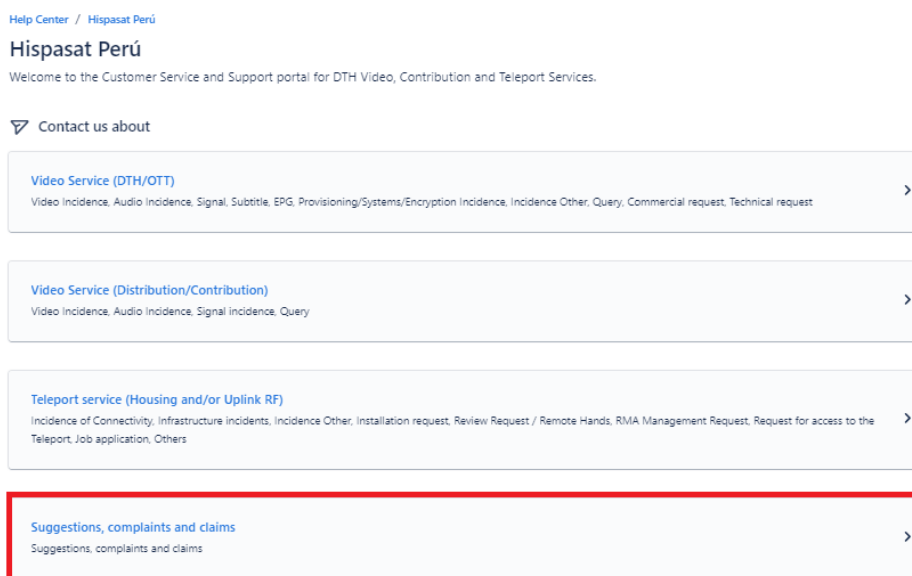 Help Center / Hispasat Perú
Hispasat Perú
Welcome to the Customer Service and Support portal for DTH Video, Contribution and Teleport Services.
Contact us about
Video Service (DTH/OTT)
Video Incidence, Audio Incidence, Signal, Subtitle, EPG, Provisioning/Systems/Encryption Incidence, Incidence Other, Query, Commercial request, Technical request
Video Service (Distribution/Contribution)
Video Incidence, Audio Incidence, Signal incidence, Query
Teleport service (Housing and/or Uplink RF)
Incidence of Connectivity, Infrastructure incidents, Incidence Other, Installation request, Review Request / Remote Hands, RMA Management Request, Request for access to the
Teleport, Job application, Others
Suggestions, complaints and claims
Suggestions, complaints and claims